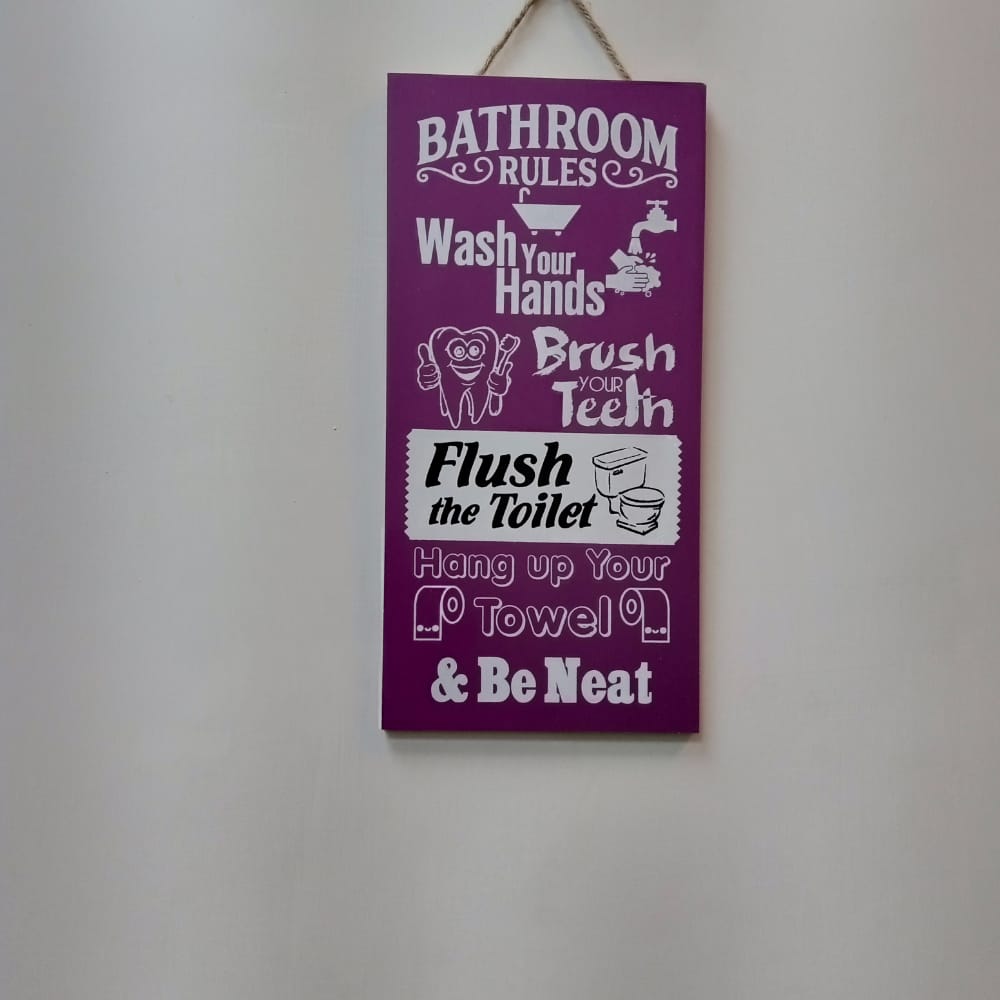 BATHROOM
RULES
Wash Your
Hands
Brush
YOUR
Teeth
Flush
the Toilet
Hang up Your
Towel
& Be Neat